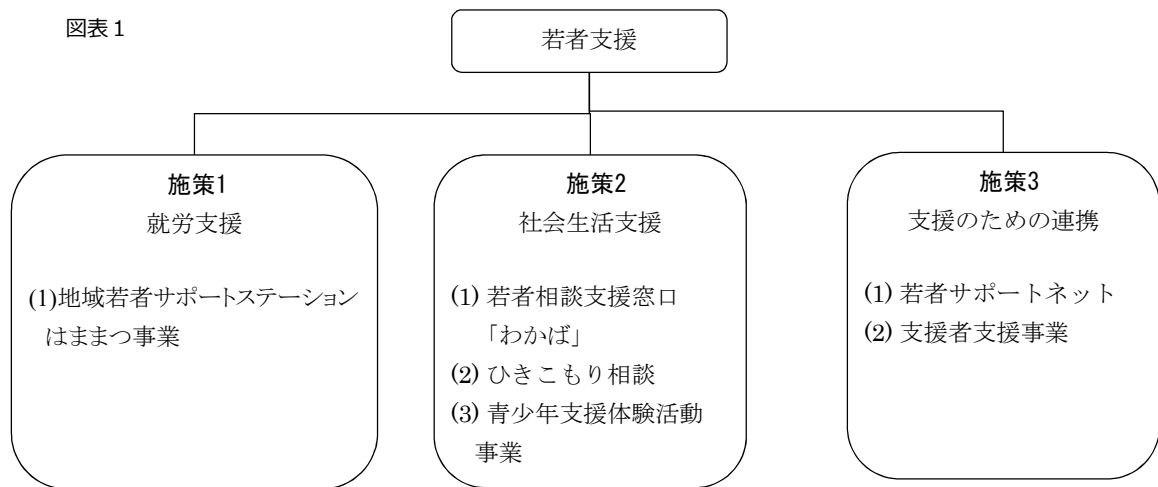 図表１
若者支援
施策1
就労支援
(1)地域若者サポートステーション
はままつ事業
施策2
社会生活支援
(1) 若者相談支援窓口
「わかば」
(2) ひきこもり相談
(3) 青少年支援体験活動
事業
施策3
支援のための連携
(1) 若者サポートネット
(2) 支援者支援事業